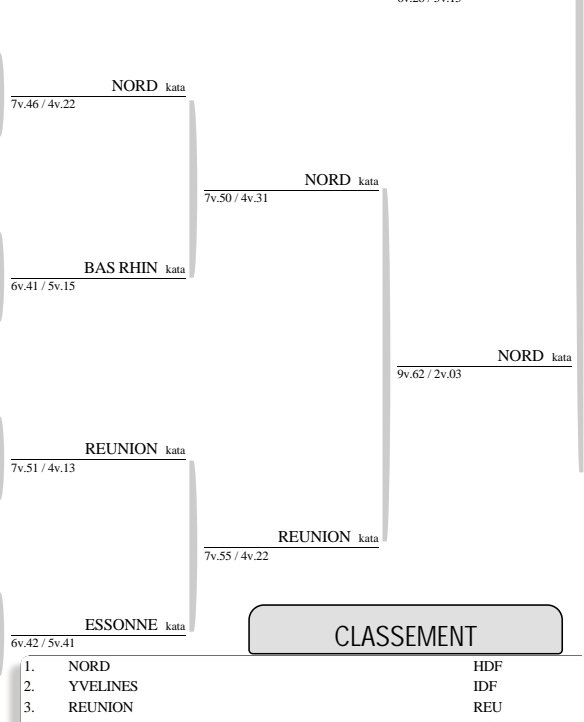 NORD kata
7v.46 / 4v.22
NORD kata
7v.50 / 4v.31
BAS RHIN kata
6v.41 / 5v.15
NORD kata
9v.62 / 2v.03
REUNION kata
7v.51 / 4v.13
REUNION kata
7v.55 / 4v.22
ESSONNE kata
6v.42 / 5v.41
CLASSEMENT
1. NORD HDF
2. YVELINES IDF
3. REUNION REU